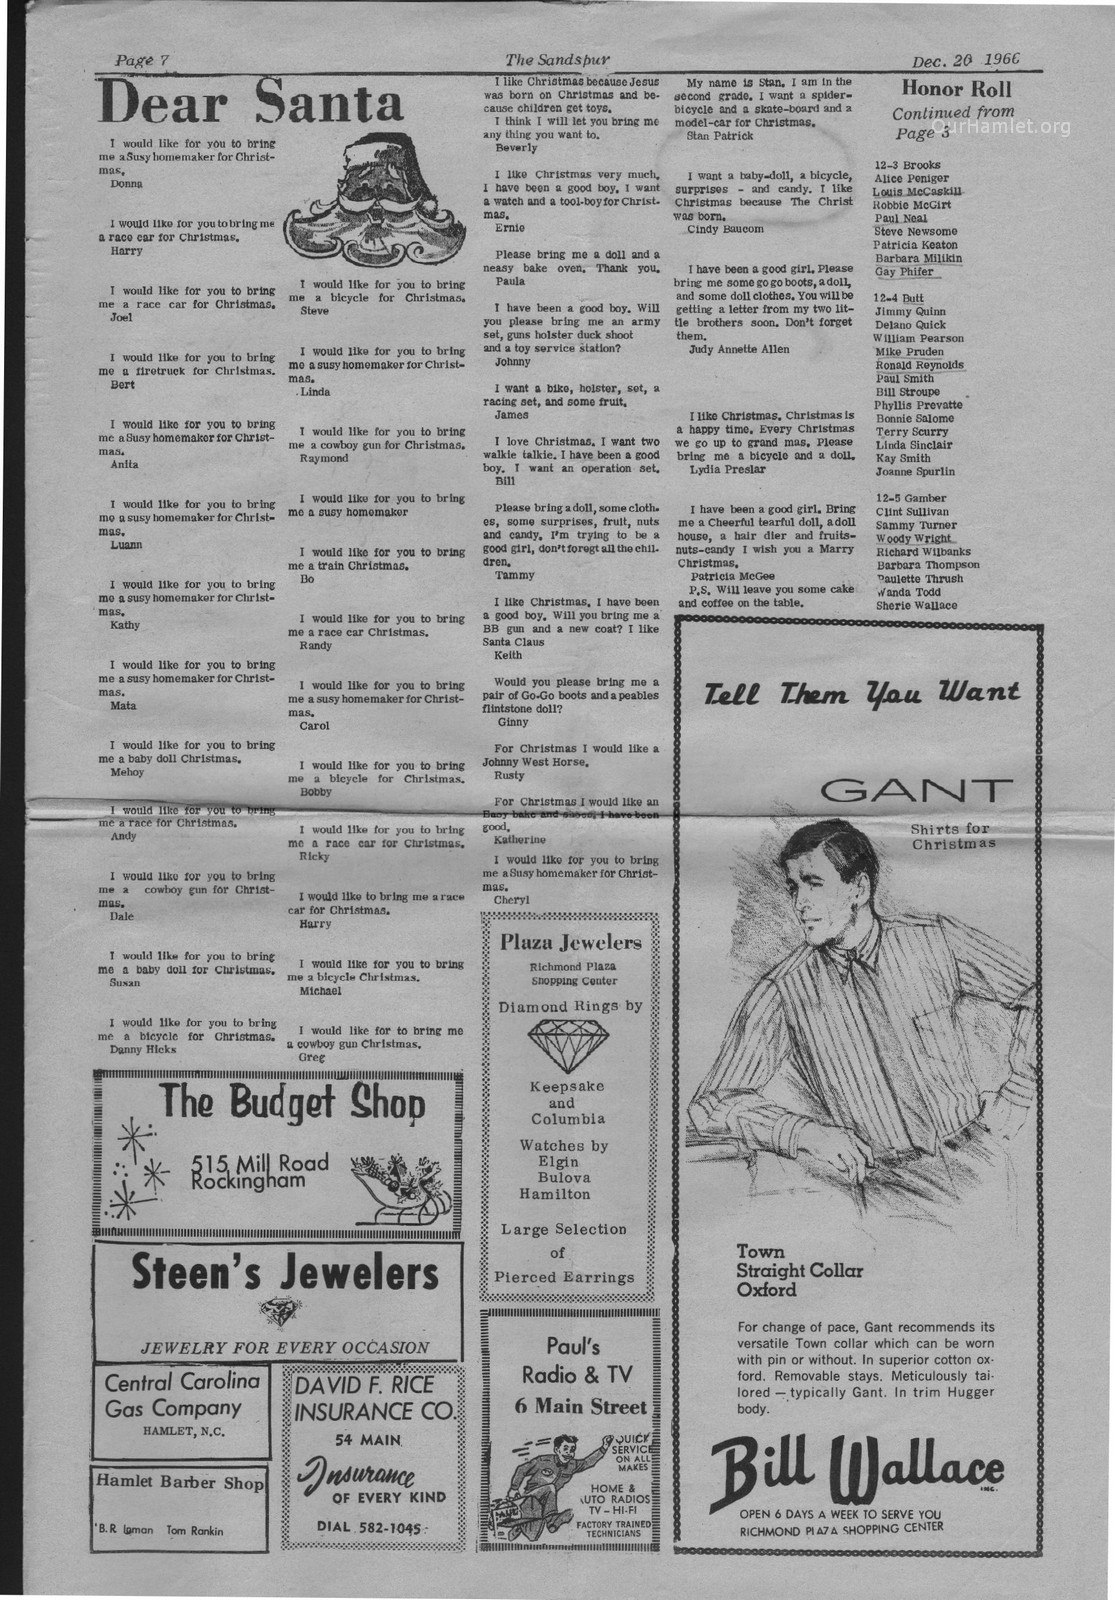 Page 7
The Sandspur
Dec. 20 1966
OurHamlet.org
Dear Santa
I would like for you to bring
me a Susy homemaker for Christ-
mas.
Donna
I would like for you to bring me
a race car for Christmas.
Harry
I would like for you to bring
me a race car for Christmas.
Joel
I would like for you to bring
me a firetruck for Christmas.
Bert
I would like for you to bring
me a Susy homemaker for Christ-
mas.
Anita
I would like for you to bring
me a susy homemaker for Christ-
mas.
Luann
I would like for you to bring
me a susy homemaker for Christ-
mas.
Kathy
I would like for you to bring
me a susy homemaker for Christ-
mas.
Mata
I would like for you to bring
me a baby doll Christmas.
Mehoy
I would like for you to bring
me a race for Christmas.
Andy
I would like for you to bring
me a cowboy gun for Christ-
mas.
Dale
I would like for you to bring
me a baby doll for Christmas.
Susan
I would like for you to bring
me a bicycle for Christmas.
Danny Hicks
I would like for you to bring
me a bicycle for Christmas.
Steve
I would like for you to bring
me a susy homemaker for Christ-
mas.
Linda
I would like for you to bring
me a cowboy gun for Christmas.
Raymond
I would like for you to bring
me a susy homemaker
I would like for you to bring
me a train Christmas.
Bo
I would like for you to bring
me a race car Christmas.
Randy
I would like for you to bring
me a susy homemaker for Christ-
mas.
Carol
I would like for you to bring
me a bicycle for Christmas.
Bobby
I would like for you to bring
me a race car for Christmas.
Ricky
I would like to bring me a race
car for Christmas.
Harry
I would like for you to bring
me a bicycle Christmas.
Michael
I would like for to bring me
a cowboy gun Christmas.
Greg
I like Christmas because Jesus
was born on Christmas and be-
cause children get toys.
I think I will let you bring me
any thing you want to.
Beverly
I like Christmas very much.
I have been a good boy. I want
a watch and a tool-boy for Christ-
mas.
Ernie
Please bring me a doll and a
neasy bake oven. Thank you.
Paula
I have been a good boy. Will
you please bring me an army
set, guns holster duck shoot
and a toy service station?
Johnny
I want a bike, holster, set, a
racing set, and some fruit.
James
I love Christmas. I want two
walkie talkie. I have been a good
boy. I want an operation set.
Bill
Please bring a doll, some cloth-
es, some surprises, fruit, nuts
and candy. I'm trying to be a
good girl, don't foregt all the chil-
dren.
Tammy
I like Christmas. I have been
a good boy. Will you bring me a
BB gun and a new coat? I like
Santa Claus
Keith
Would you please bring me a
pair of Go-Go boots and a peables
flintstone doll?
Ginny
For Christmas I would like a
Johnny West Horse.
Rusty
For Christmas I would like an
Easy bake and shoes. I have been
good.
Katherine
I would like for you to bring
me a Susy homemaker for Christ-
mas.
Cheryl
My name is Stan. I am in the
second grade. I want a spider-
bicycle and a skate-board and a
model-car for Christmas.
Stan Patrick
I want a baby-doll, a bicycle,
surprises - and candy. I like
Christmas because The Christ
was born.
Cindy Baucom
I have been a good girl. Please
bring me some go go boots, a doll,
and some doll clothes. You will be
getting a letter from my two lit-
tle brothers soon. Don't forget
them.
Judy Annette Allen
I like Christmas. Christmas is
a happy time. Every Christmas
we go up to grand mas. Please
bring me a bicycle and a doll.
Lydia Preslar
I have been a good girl. Bring
me a Cheerful tearful doll, a doll
house, a hair dier and fruits-
nuts-candy I wish you a Marry
Christmas.
Patricia McGee
P.S. Will leave you some cake
and coffee on the table.
Honor Roll
Continued from
Page 3
12-3 Brooks
Alice Peniger
Louis McCaskill
Robbie McGirt
Paul Neal
Steve Newsome
Patricia Keaton
Barbara Milikin
Gay Phifer
12-4 Butt
Jimmy Quinn
Delano Quick
William Pearson
Mike Pruden
Ronald Reynolds
Paul Smith
Bill Stroupe
Phyllis Prevatte
Bonnie Salome
Terry Scurry
Linda Sinclair
Kay Smith
Joanne Spurlin
12-5 Gamber
Clint Sullivan
Sammy Turner
Woody Wright
Richard Wilbanks
Barbara Thompson
Paulette Thrush
Wanda Todd
Sherie Wallace
The Budget Shop
515 Mill Road
Rockingham
Steen's Jewelers
JEWELRY FOR EVERY OCCASION
Central Carolina
Gas Company
HAMLET, N.C.
Hamlet Barber Shop
B.R Inman Tom Rankin
DAVID F. RICE
INSURANCE CO.
54 MAIN
Insurance
OF EVERY KIND
DIAL 582-1045
Plaza Jewelers
Richmond Plaza
Shopping Center
Diamond Rings by
Keepsake
and
Columbia
Watches by
Elgin
Bulova
Hamilton
Large Selection
of
Pierced Earrings
Paul's
Radio & TV
6 Main Street
QUICK
SERVICE
ON ALL
MAKES
HOME &
AUTO RADIOS
TV - HI-FI
FACTORY TRAINED
TECHNICIANS
Tell Them You Want
GANT
Shirts for
Christmas
Town
Straight Collar
Oxford
For change of pace, Gant recommends its
versatile Town collar which can be worn
with pin or without. In superior cotton ox-
ford. Removable stays. Meticulously tai-
lored — typically Gant. In trim Hugger
body.
Bill Wallace
INC.
OPEN 6 DAYS A WEEK TO SERVE YOU
RICHMOND PLAZA SHOPPING CENTER